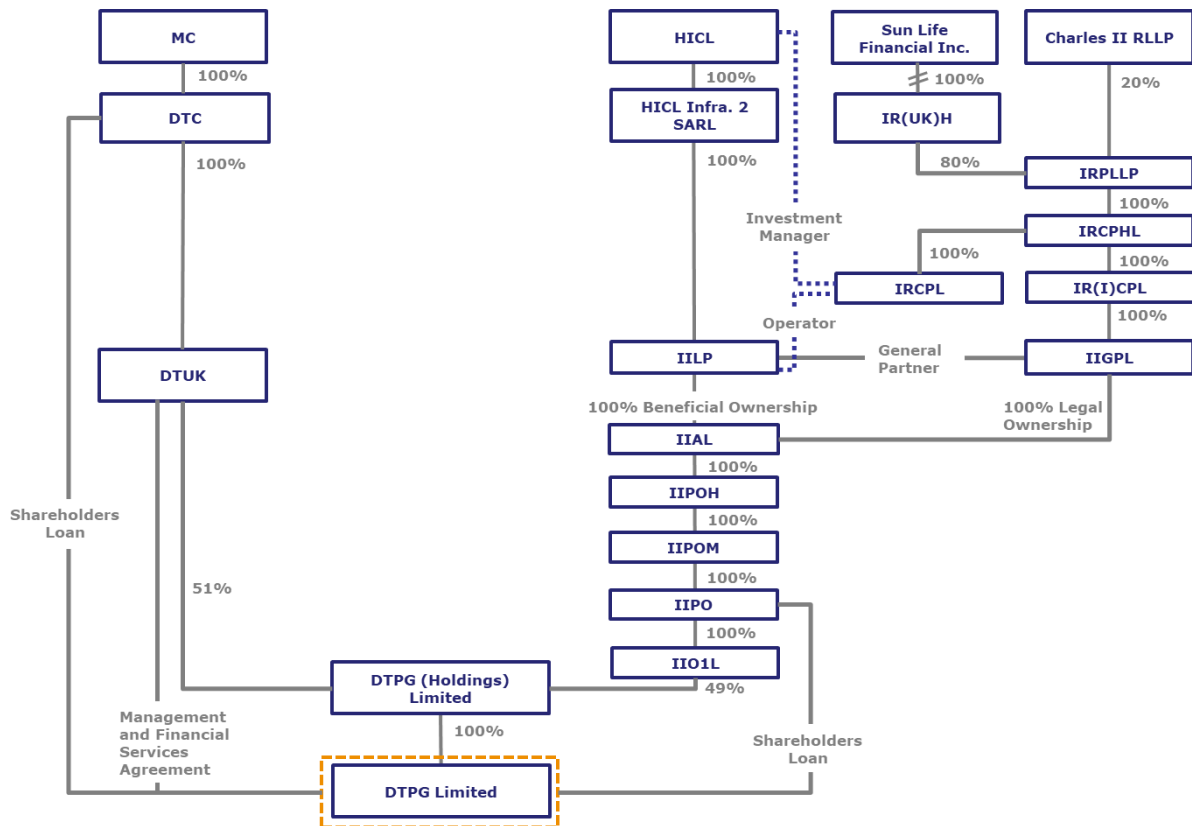 MC
HICL
Sun Life
Financial Inc.
Charles II RLLP
100%
100%
100%
20%
DTC
HICL Infra. 2
SARL
IR(UK)H
100%
100%
80%
IRPLLP
100%
Investment
Manager
IRCPHL
100%
100%
IRCPL
IR(I)CPL
100%
Operator
DTUK
IILP
General
Partner
IIGPL
100% Beneficial Ownership
100% Legal
Ownership
IIAL
100%
IIPOH
Shareholders
Loan
100%
IIPOM
100%
51%
IIPO
100%
IIO1L
DTPG (Holdings)
Limited
49%
Management
and Financial
Services
Agreement
100%
Shareholders
Loan
DTPG Limited